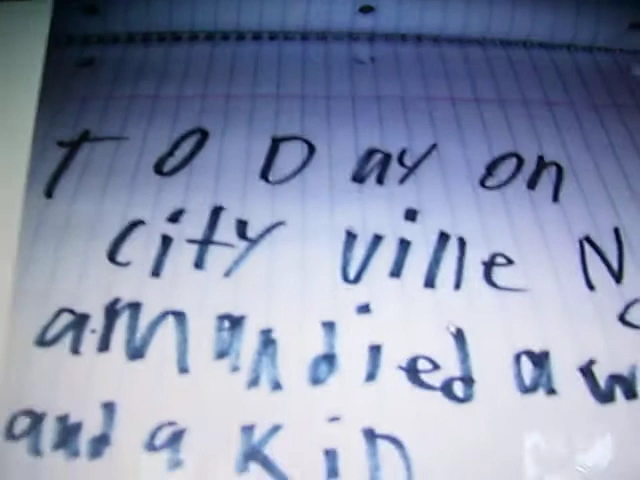 TODay on
city ville N
a man died a w
and a KiD